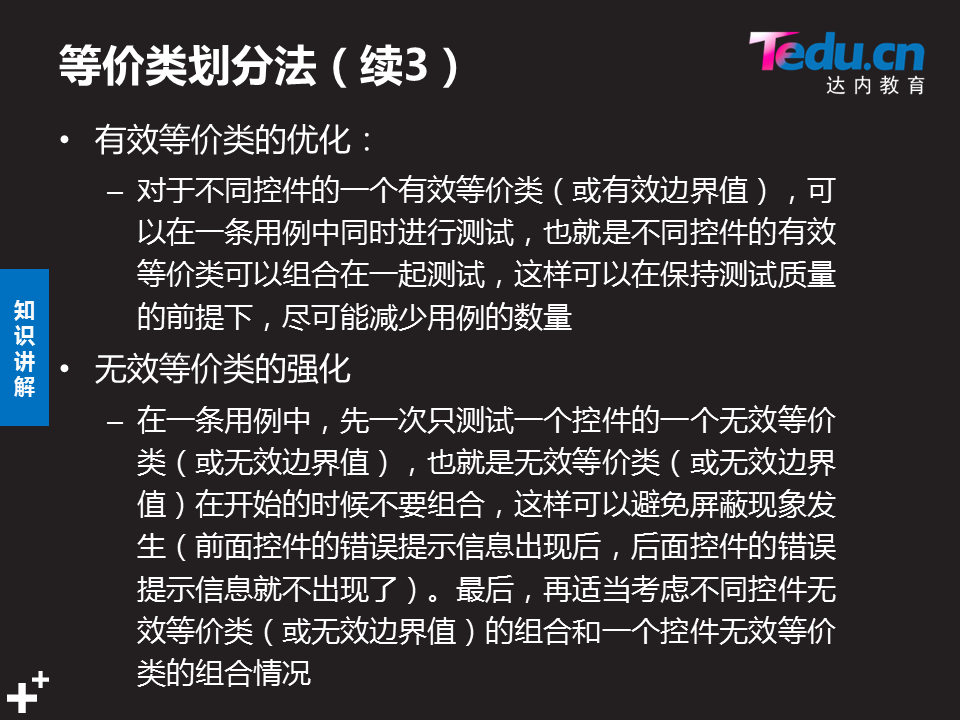 等价类划分法（续3）
Tedu.cn
达内教育
• 有效等价类的优化：
– 对于不同控件的一个有效等价类（或有效边界值），可
以在一条用例中同时进行测试，也就是不同控件的有效
等价类可以组合在一起测试，这样可以在保持测试质量
的前提下，尽可能减少用例的数量
知识讲解
• 无效等价类的强化
– 在一条用例中，先一次只测试一个控件的一个无效等价
类（或无效边界值），也就是无效等价类（或无效边界
值）在开始的时候不要组合，这样可以避免屏蔽现象发
生（前面控件的错误提示信息出现后，后面控件的错误
提示信息就不出现了）。最后，再适当考虑不同控件无
效等价类（或无效边界值）的组合和一个控件无效等价
类的组合情况